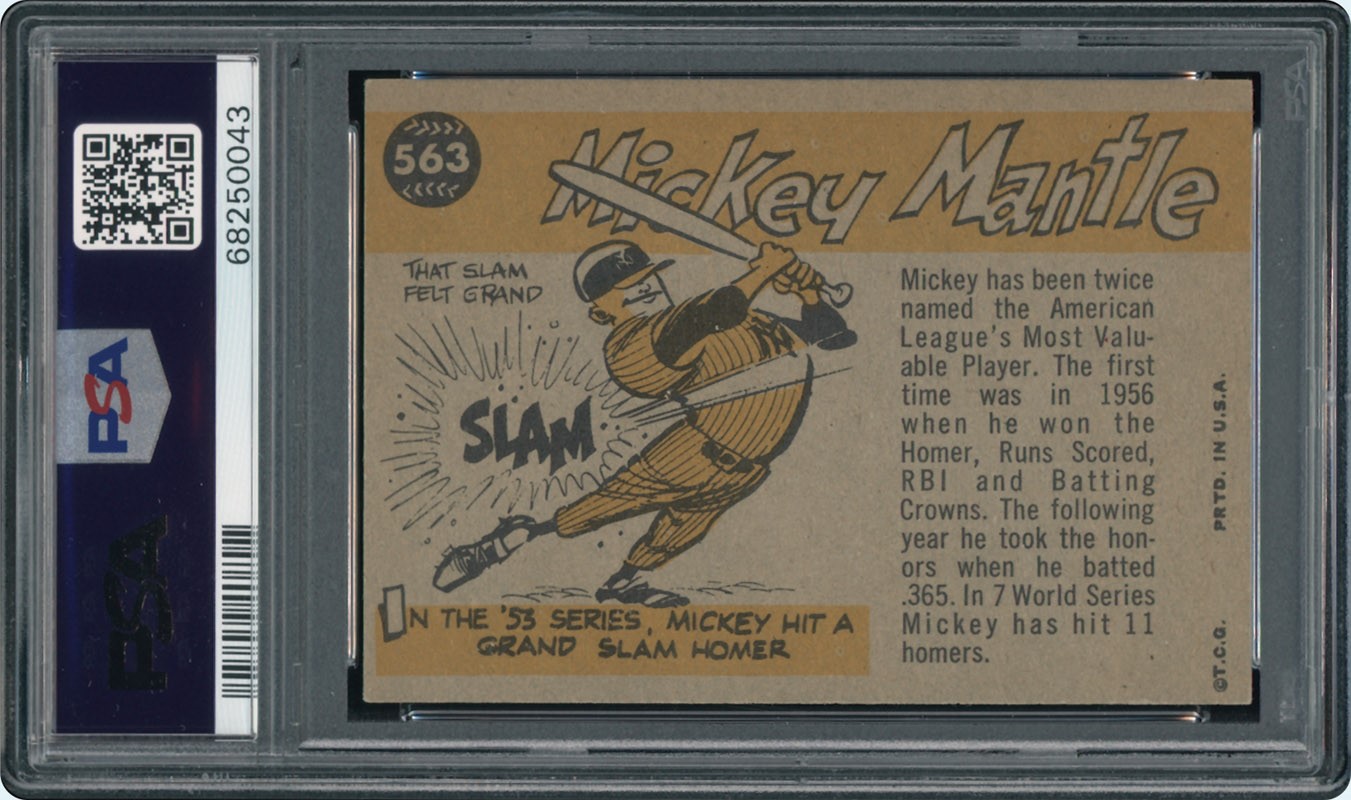 PSA
68250043
PSA
PSA
563
Mickey Mantle
THAT SLAM
FELT GRAND
NY
SLAM
IN THE '53 SERIES, MICKEY HIT A
GRAND SLAM HOMER
Mickey has been twice
named the American
League's Most Valu-
able Player. The first
time was in 1956
when he won the
Homer, Runs Scored,
RBI and Batting
Crowns. The following
year he took the hon-
ors when he batted
.365. In 7 World Series
Mickey has hit 11
homers.
©T.C.G.
PRTD. IN U.S.A.
PSA